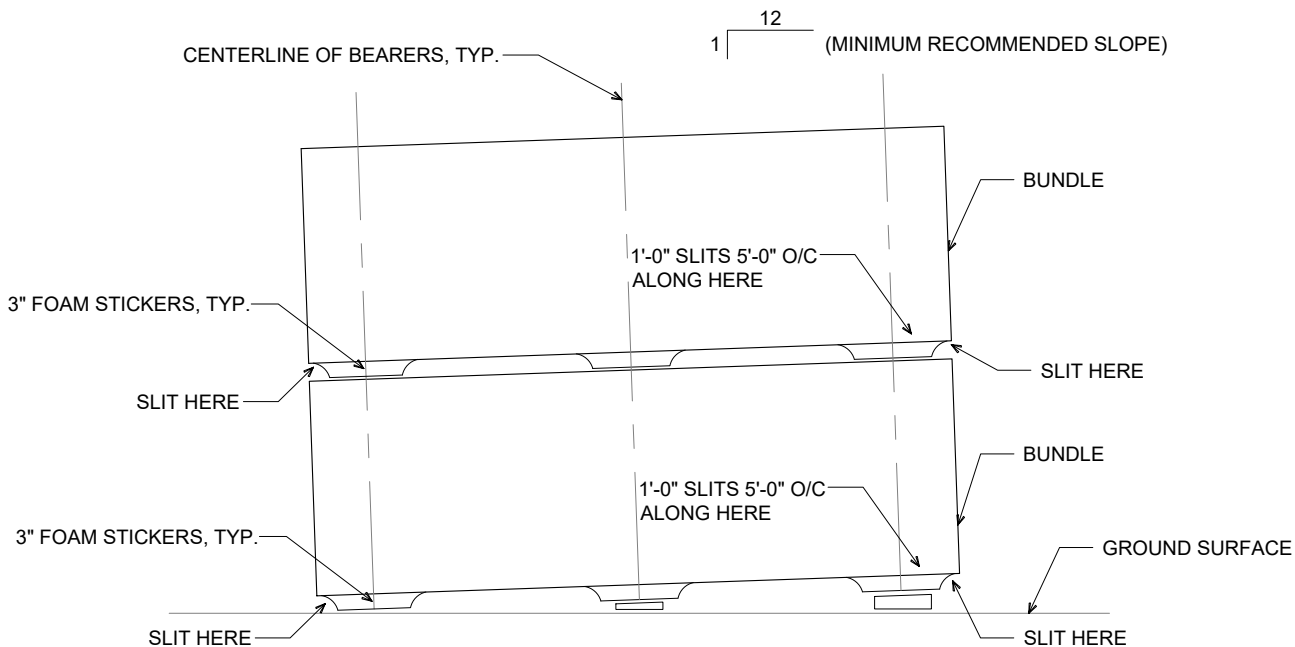 12
1
(MINIMUM RECOMMENDED SLOPE)
CENTERLINE OF BEARERS, TYP.
BUNDLE
1'-0" SLITS 5'-0" O/C
ALONG HERE
3" FOAM STICKERS, TYP.
SLIT HERE
SLIT HERE
BUNDLE
1'-0" SLITS 5'-0" O/C
ALONG HERE
3" FOAM STICKERS, TYP.
GROUND SURFACE
SLIT HERE
SLIT HERE